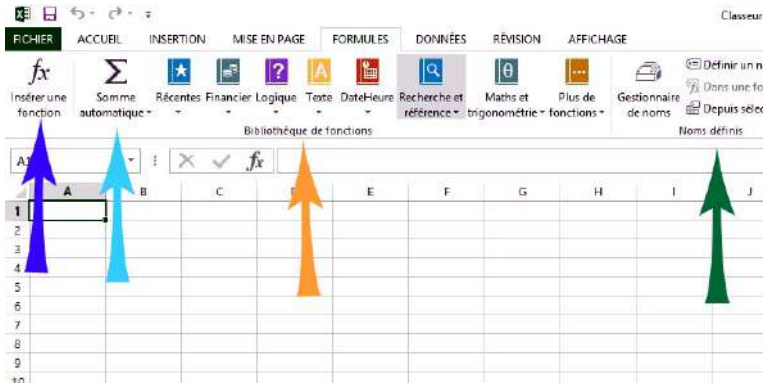 Classeur
FICHIER ACCUEIL INSERTION MISE EN PAGE FORMULES DONNÉES RÉVISION AFFICHAGE
fx Σ ? A θ
Insérer une fonction
Somme automatique
Récentes Financier Logique Texte DateHeure
Recherche et référence
Maths et trigonométrie
Plus de fonctions
Gestionnaire de noms
Définir un n
Dans une fo
Depuis sélec
Bibliothèque de fonctions Noms définis
fx
A B C E F G H I J
1
2
3
4
5
6
7
8
9
10